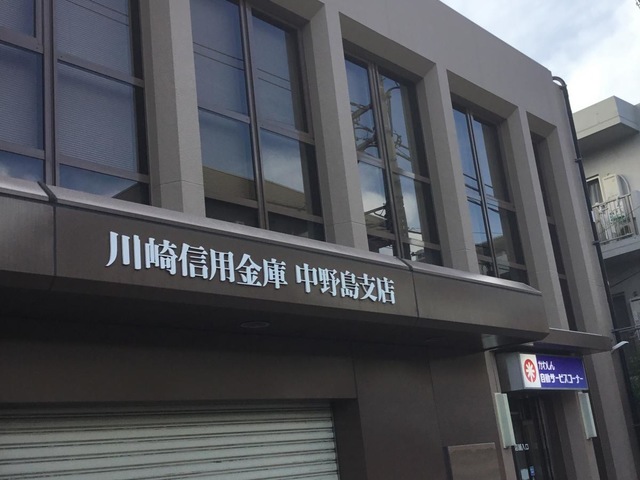 川崎信用金庫 中野島支店
かわしん
自動サービスコーナー